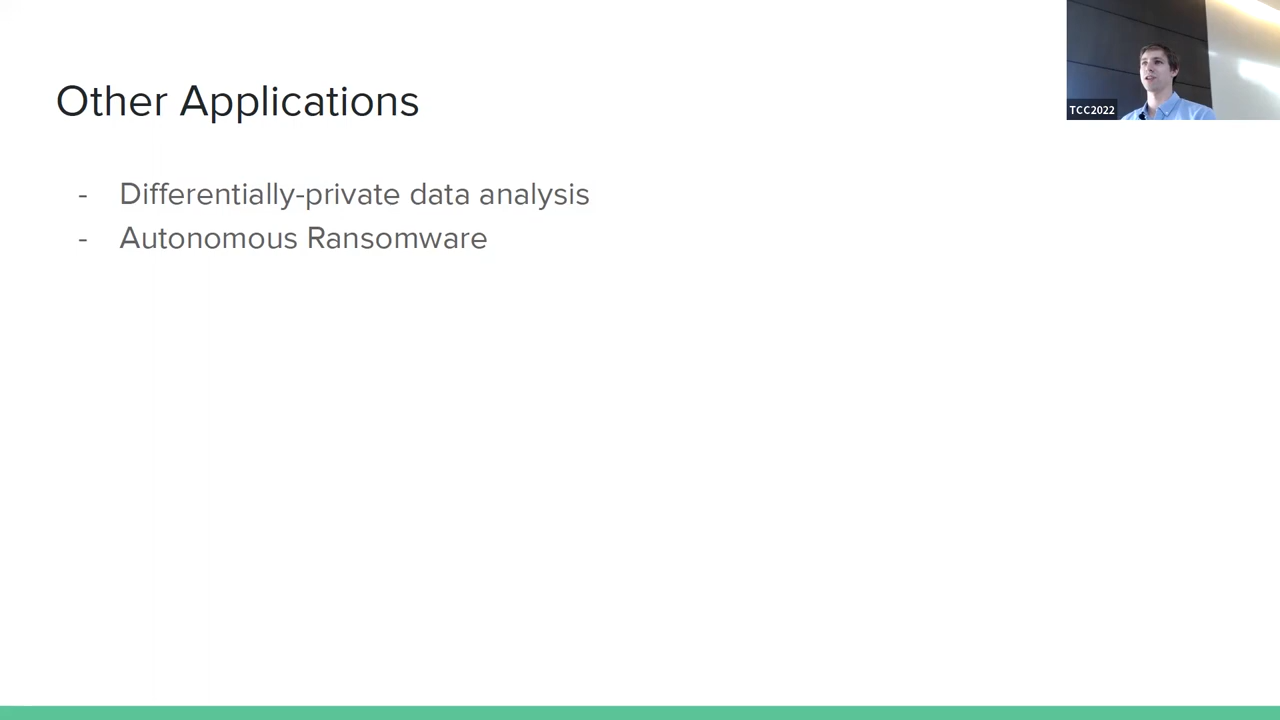 Other Applications
TCC2022
- Differentially-private data analysis
- Autonomous Ransomware